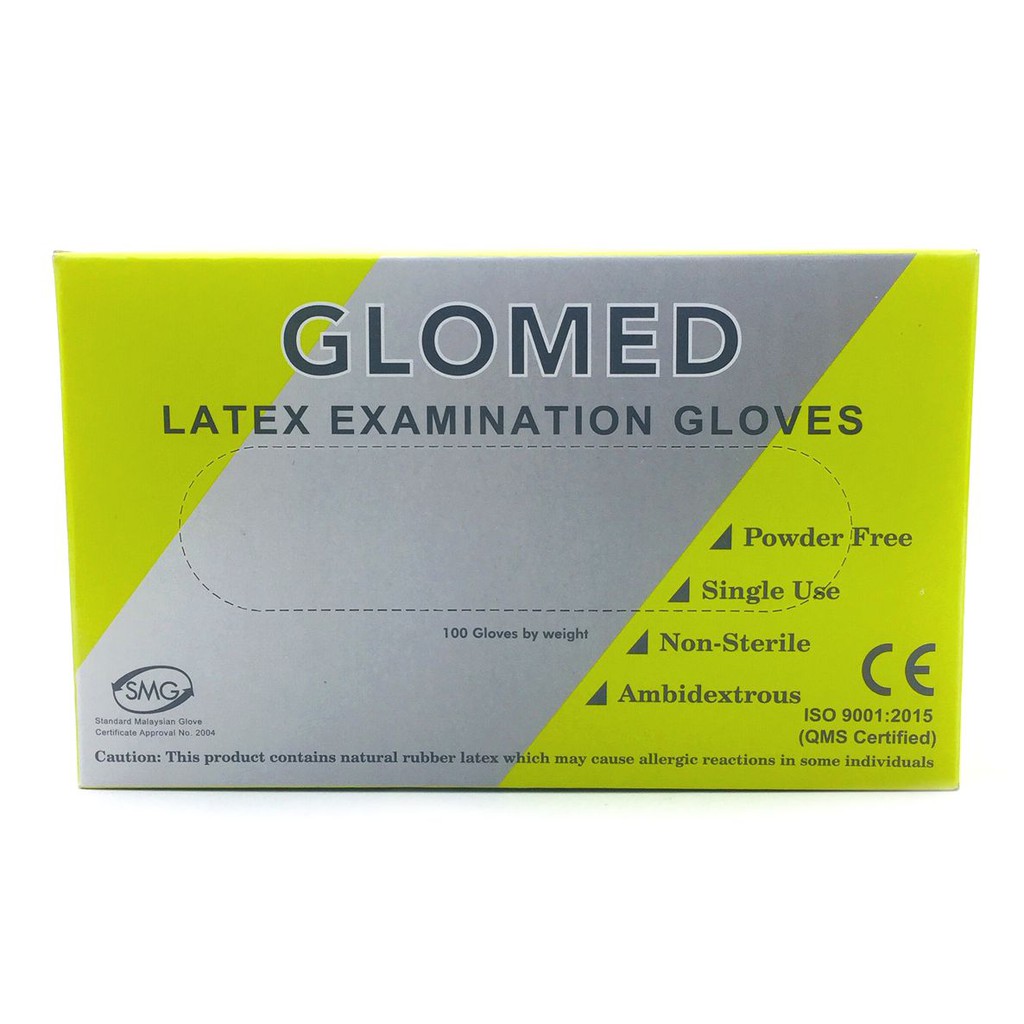 GLOMED
LATEX EXAMINATION GLOVES
Powder Free
Single Use
100 Gloves by weight
Non-Sterile
Ambidextrous
SMG
Standard Malaysian Glove
Certificate Approval No. 2004
CE
ISO 9001:2015
(QMS Certified)
Caution: This product contains natural rubber latex which may cause allergic reactions in some individuals